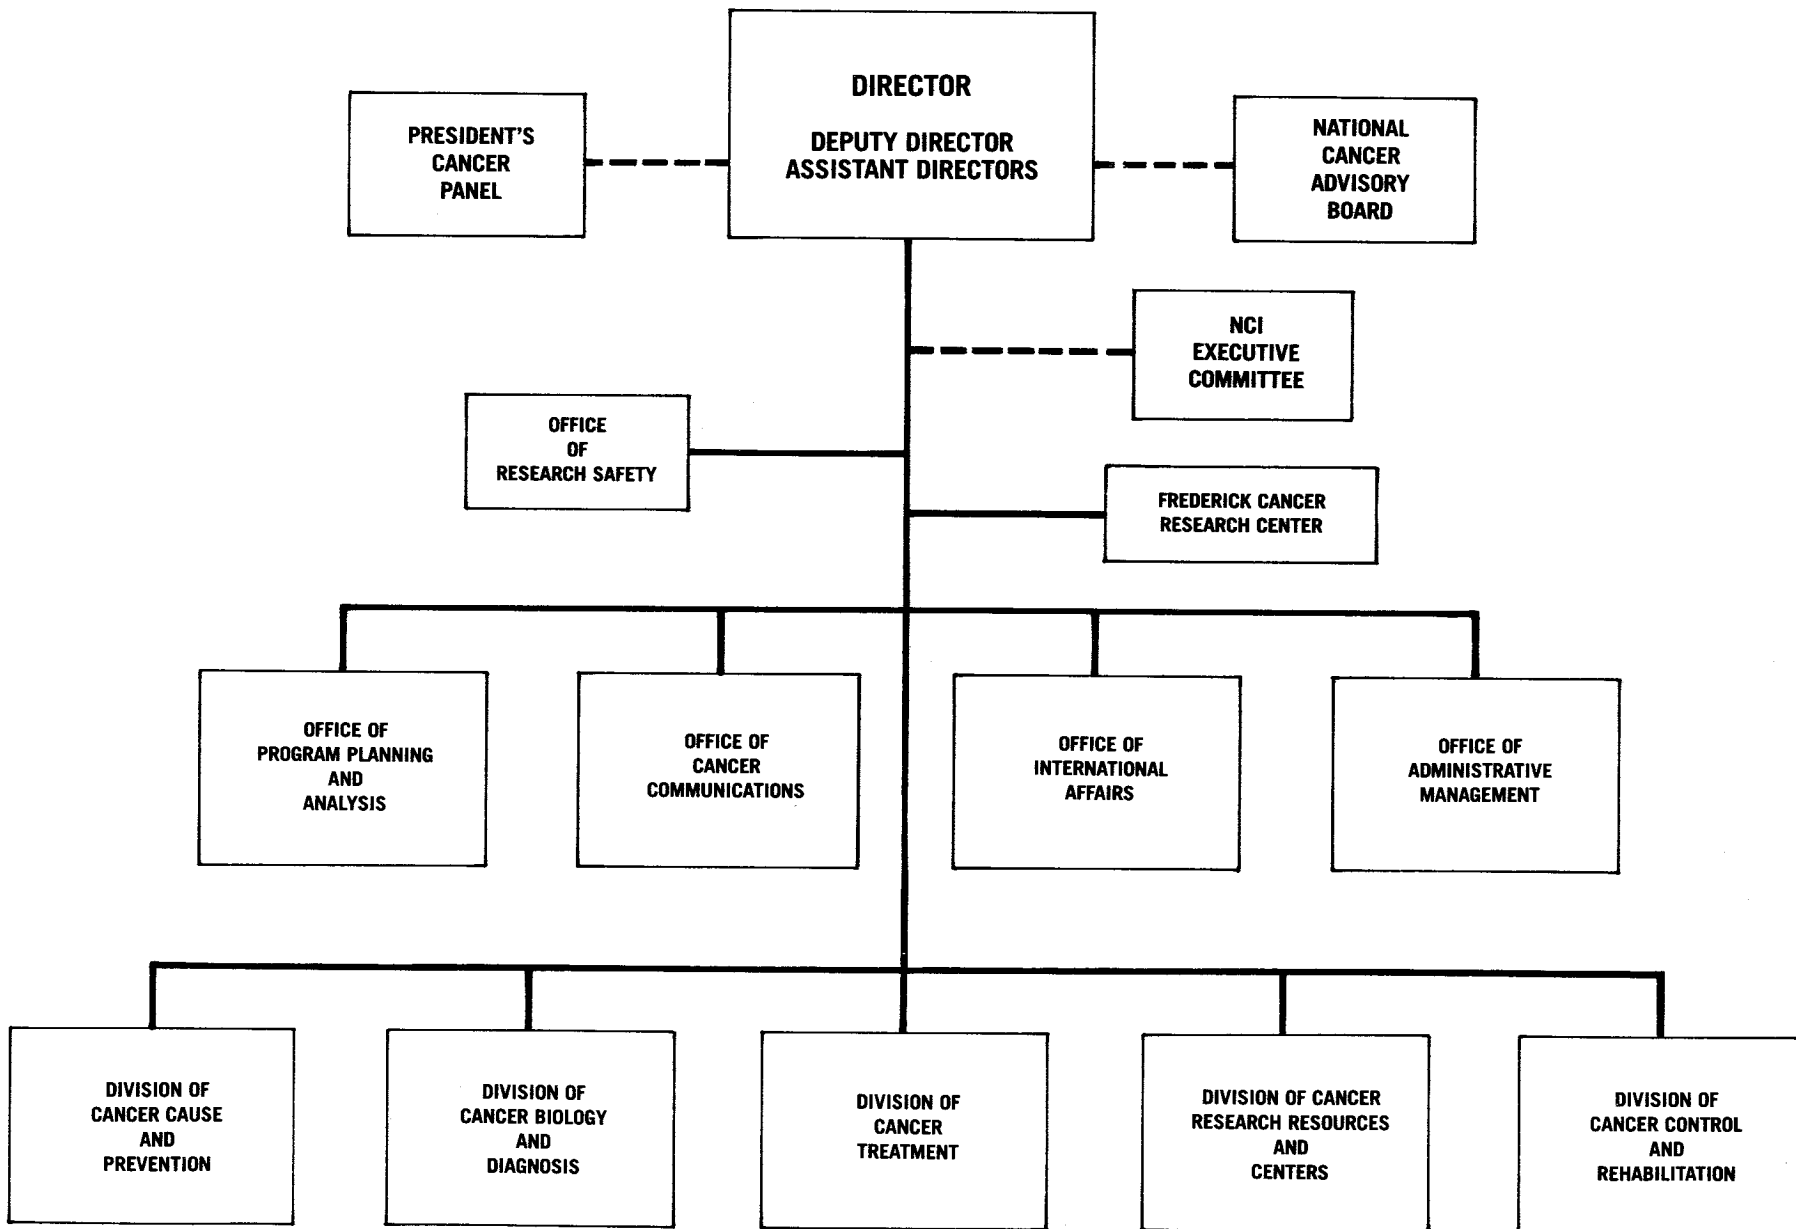 DIRECTOR
DEPUTY DIRECTOR
ASSISTANT DIRECTORS
PRESIDENT'S
CANCER
PANEL
NATIONAL
CANCER
ADVISORY
BOARD
NCI
EXECUTIVE
COMMITTEE
OFFICE
OF
RESEARCH SAFETY
FREDERICK CANCER
RESEARCH CENTER
OFFICE OF
PROGRAM PLANNING
AND
ANALYSIS
OFFICE OF
CANCER
COMMUNICATIONS
OFFICE OF
INTERNATIONAL
AFFAIRS
OFFICE OF
ADMINISTRATIVE
MANAGEMENT
DIVISION OF
CANCER CAUSE
AND
PREVENTION
DIVISION OF
CANCER BIOLOGY
AND
DIAGNOSIS
DIVISION OF
CANCER
TREATMENT
DIVISION OF CANCER
RESEARCH RESOURCES
AND
CENTERS
DIVISION OF
CANCER CONTROL
AND
REHABILITATION